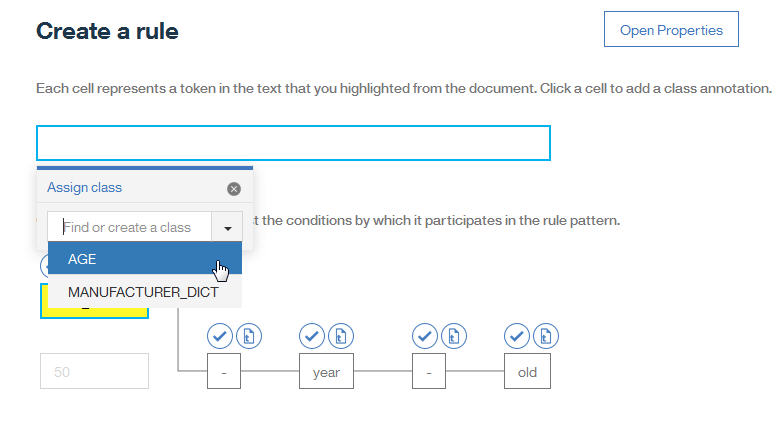 Create a rule
Open Properties
Each cell represents a token in the text that you highlighted from the document. Click a cell to add a class annotation.
Assign class
Find or create a class
t the conditions by which it participates in the rule pattern.
AGE
MANUFACTURER_DICT
- year - old
50